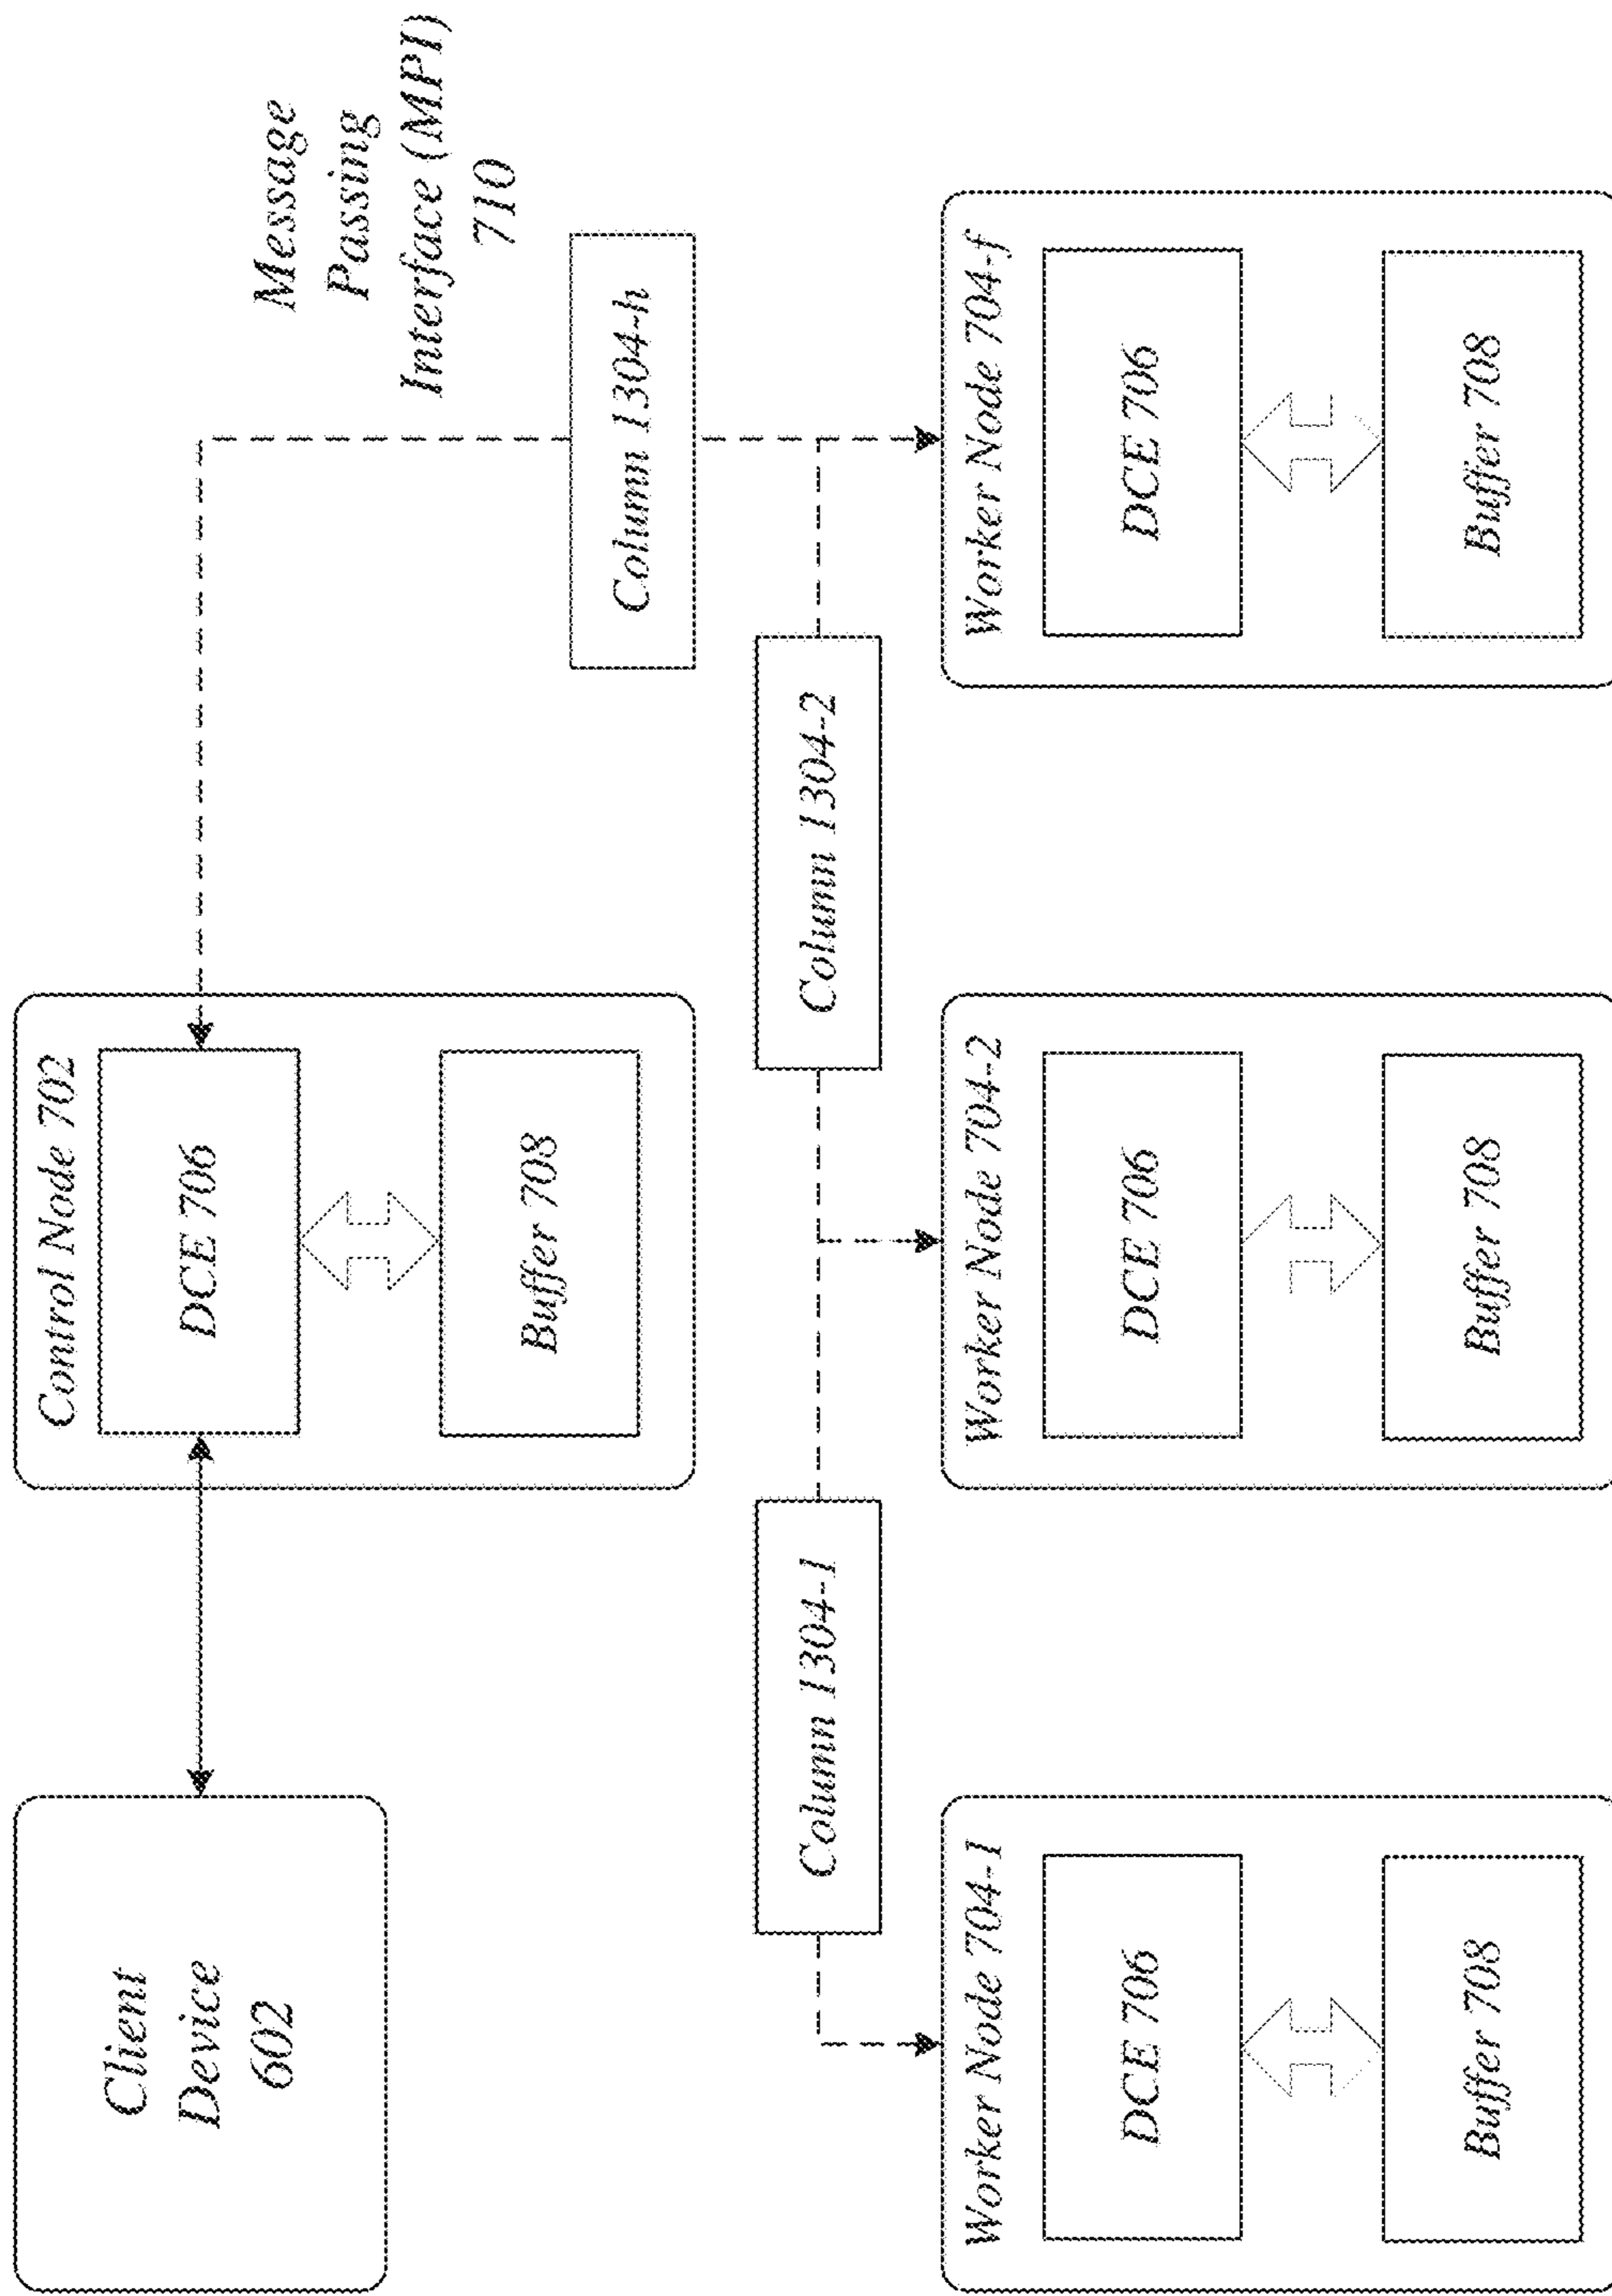 Client
Device
602
Control Node 702
DCE 706
Buffer 708
Message
Passing
Interface (MPI)
710
Column 1304-h
Column 1304-1
Column 1304-2
Worker Node 704-1
DCE 706
Buffer 708
Worker Node 704-2
DCE 706
Buffer 708
Worker Node 704-f
DCE 706
Buffer 708